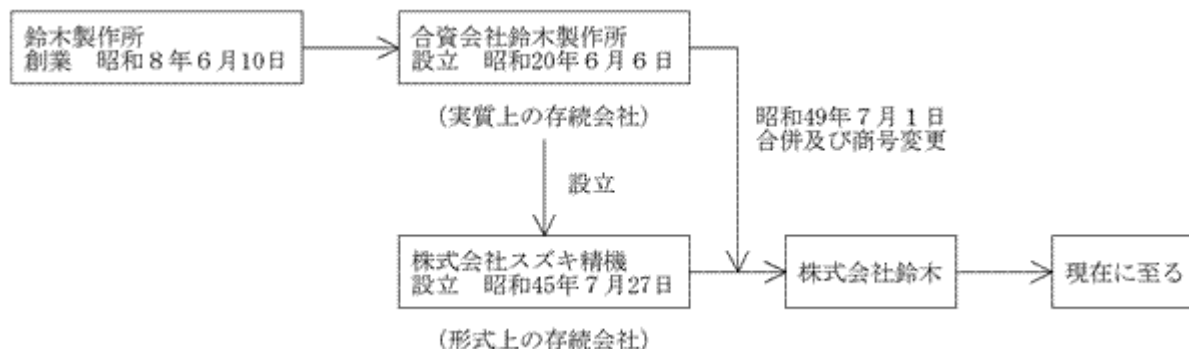 鈴木製作所
創業　昭和８年６月10日
合資会社鈴木製作所
設立　昭和20年６月６日
（実質上の存続会社）
昭和49年７月１日
合併及び商号変更
設立
株式会社スズキ精機
設立　昭和45年７月27日
（形式上の存続会社）
株式会社鈴木
現在に至る